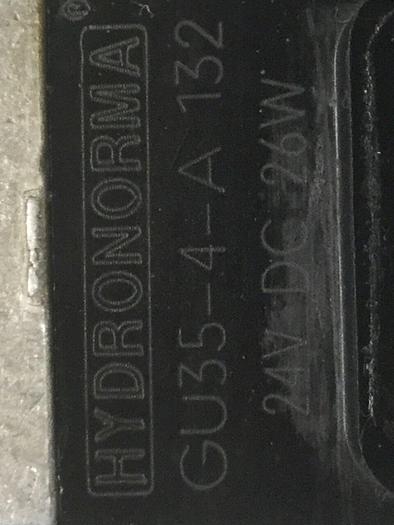 HYDRONORMA®
GU35-4-A 132
24V DC 26W